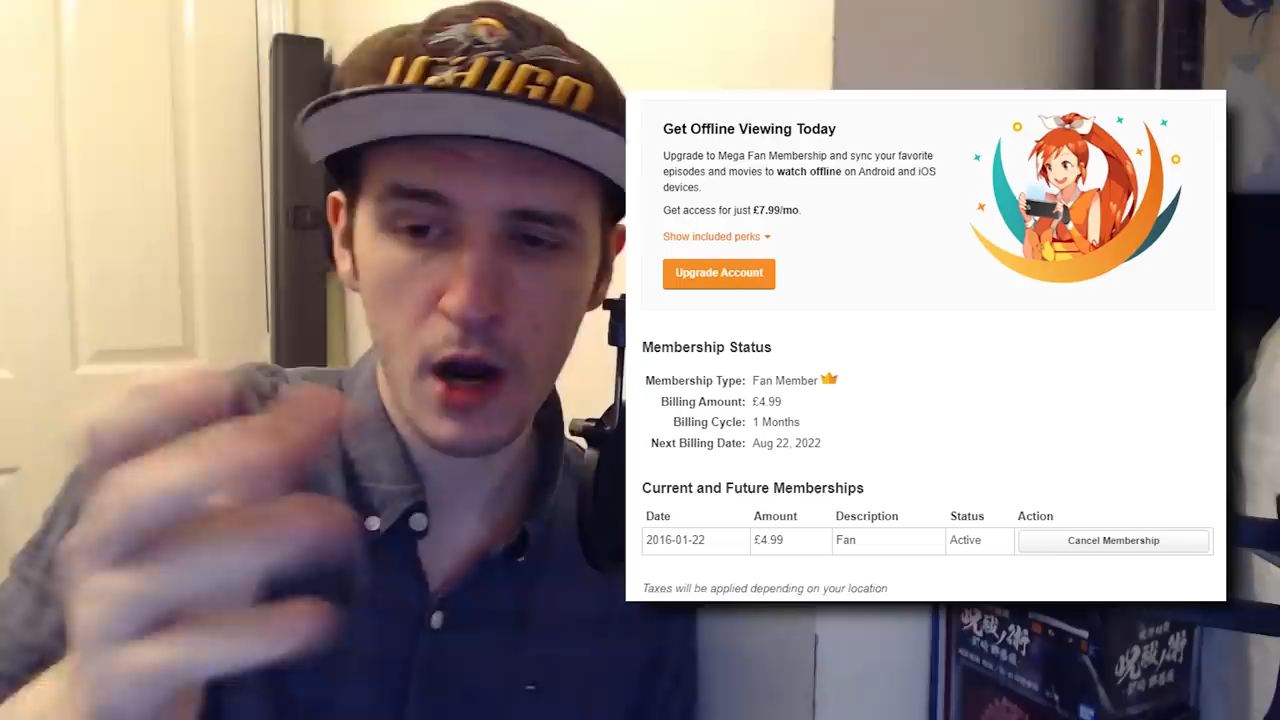 ICHIGO
Get Offline Viewing Today
Upgrade to Mega Fan Membership and sync your favorite
episodes and movies to watch offline on Android and iOS
devices.
Get access for just £7.99/mo.
Show included perks
Upgrade Account
Membership Status
Membership Type: Fan Member
Billing Amount: £4.99
Billing Cycle: 1 Months
Next Billing Date: Aug 22, 2022
Current and Future Memberships
Date Amount Description Status Action
2016-01-22 £4.99 Fan Active Cancel Membership
Taxes will be applied depending on your location